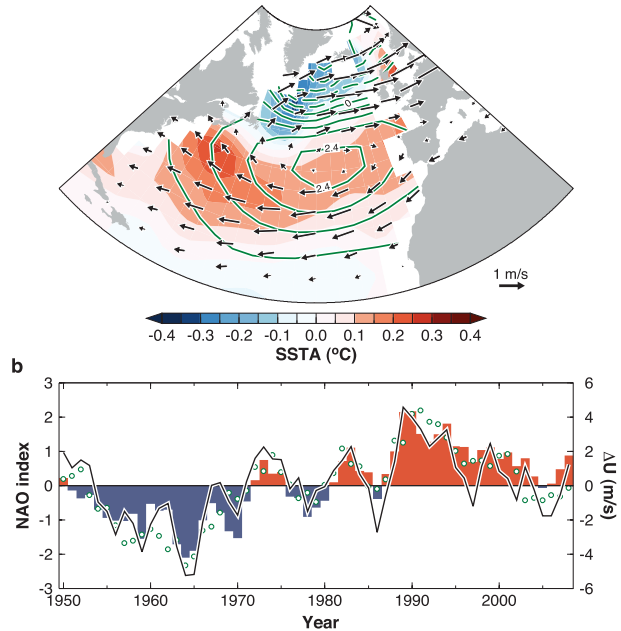 0
-2.4
2.4
1 m/s
-0.4 -0.3 -0.2 -0.1 0.0 0.1 0.2 0.3 0.4
SSTA (ºC)
b
3 6
2 4
1 2
0 0
-1 -2
-2 -4
-3 -6
NAO index
ΔU (m/s)
1950 1960 1970 1980 1990 2000
Year